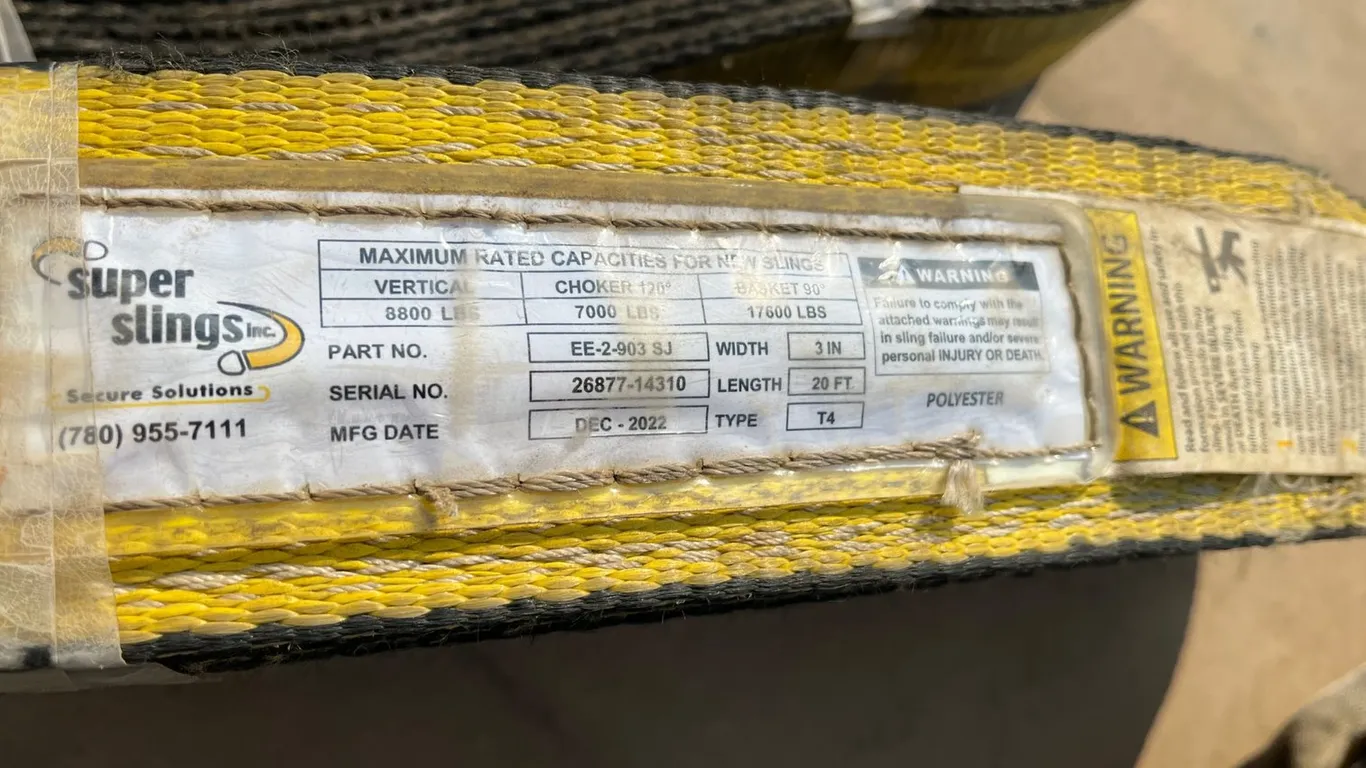 super
slings inc.
Secure Solutions
(780) 955-7111
MAXIMUM RATED CAPACITIES FOR NEW SLINGS
VERTICAL CHOKER 120° BASKET 90°
8800 LBS 7000 LBS 17600 LBS
PART NO. EE-2-903 SJ WIDTH 3 IN
SERIAL NO. 26877-14310 LENGTH 20 FT
MFG DATE DEC - 2022 TYPE T4
WARNING
Failure to comply with the
attached warnings may result
in sling failure and/or severe
personal INJURY OR DEATH.
POLYESTER
WARNING